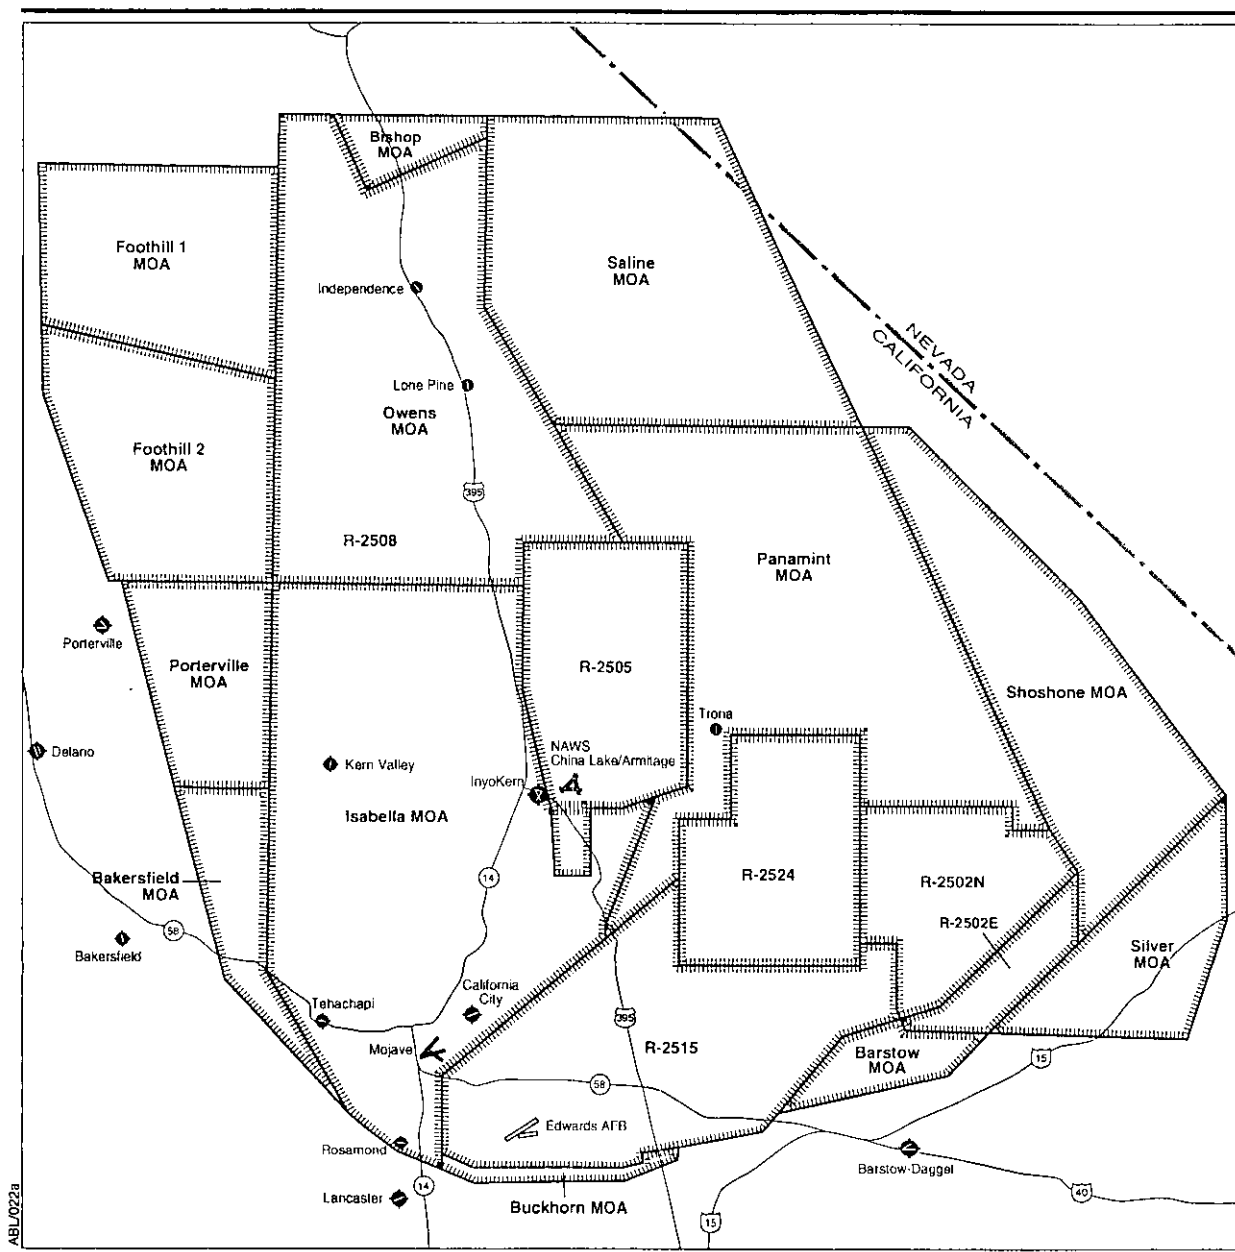 Bishop
MOA
Foothill 1
MOA
Saline
MOA
Independence
NEVADA
CALIFORNIA
Lone Pine
Owens
MOA
Foothill 2
MOA
395
R-2508
Panamint
MOA
Porterville
Porterville
MOA
R-2505
Shoshone MOA
Trona
Delano
Kern Valley
NAWS
China Lake/Armitage
InyoKern
Isabella MOA
Bakersfield
MOA
14
R-2524
R-2502N
R-2502E
58
Bakersfield
Silver
MOA
California
City
Tehachapi
395
Mojave
R-2515
Barstow
MOA
15
58
Edwards AFB
Rosamond
Barstow-Dagget
Lancaster
14
Buckhorn MOA
40
15
ABL/022a